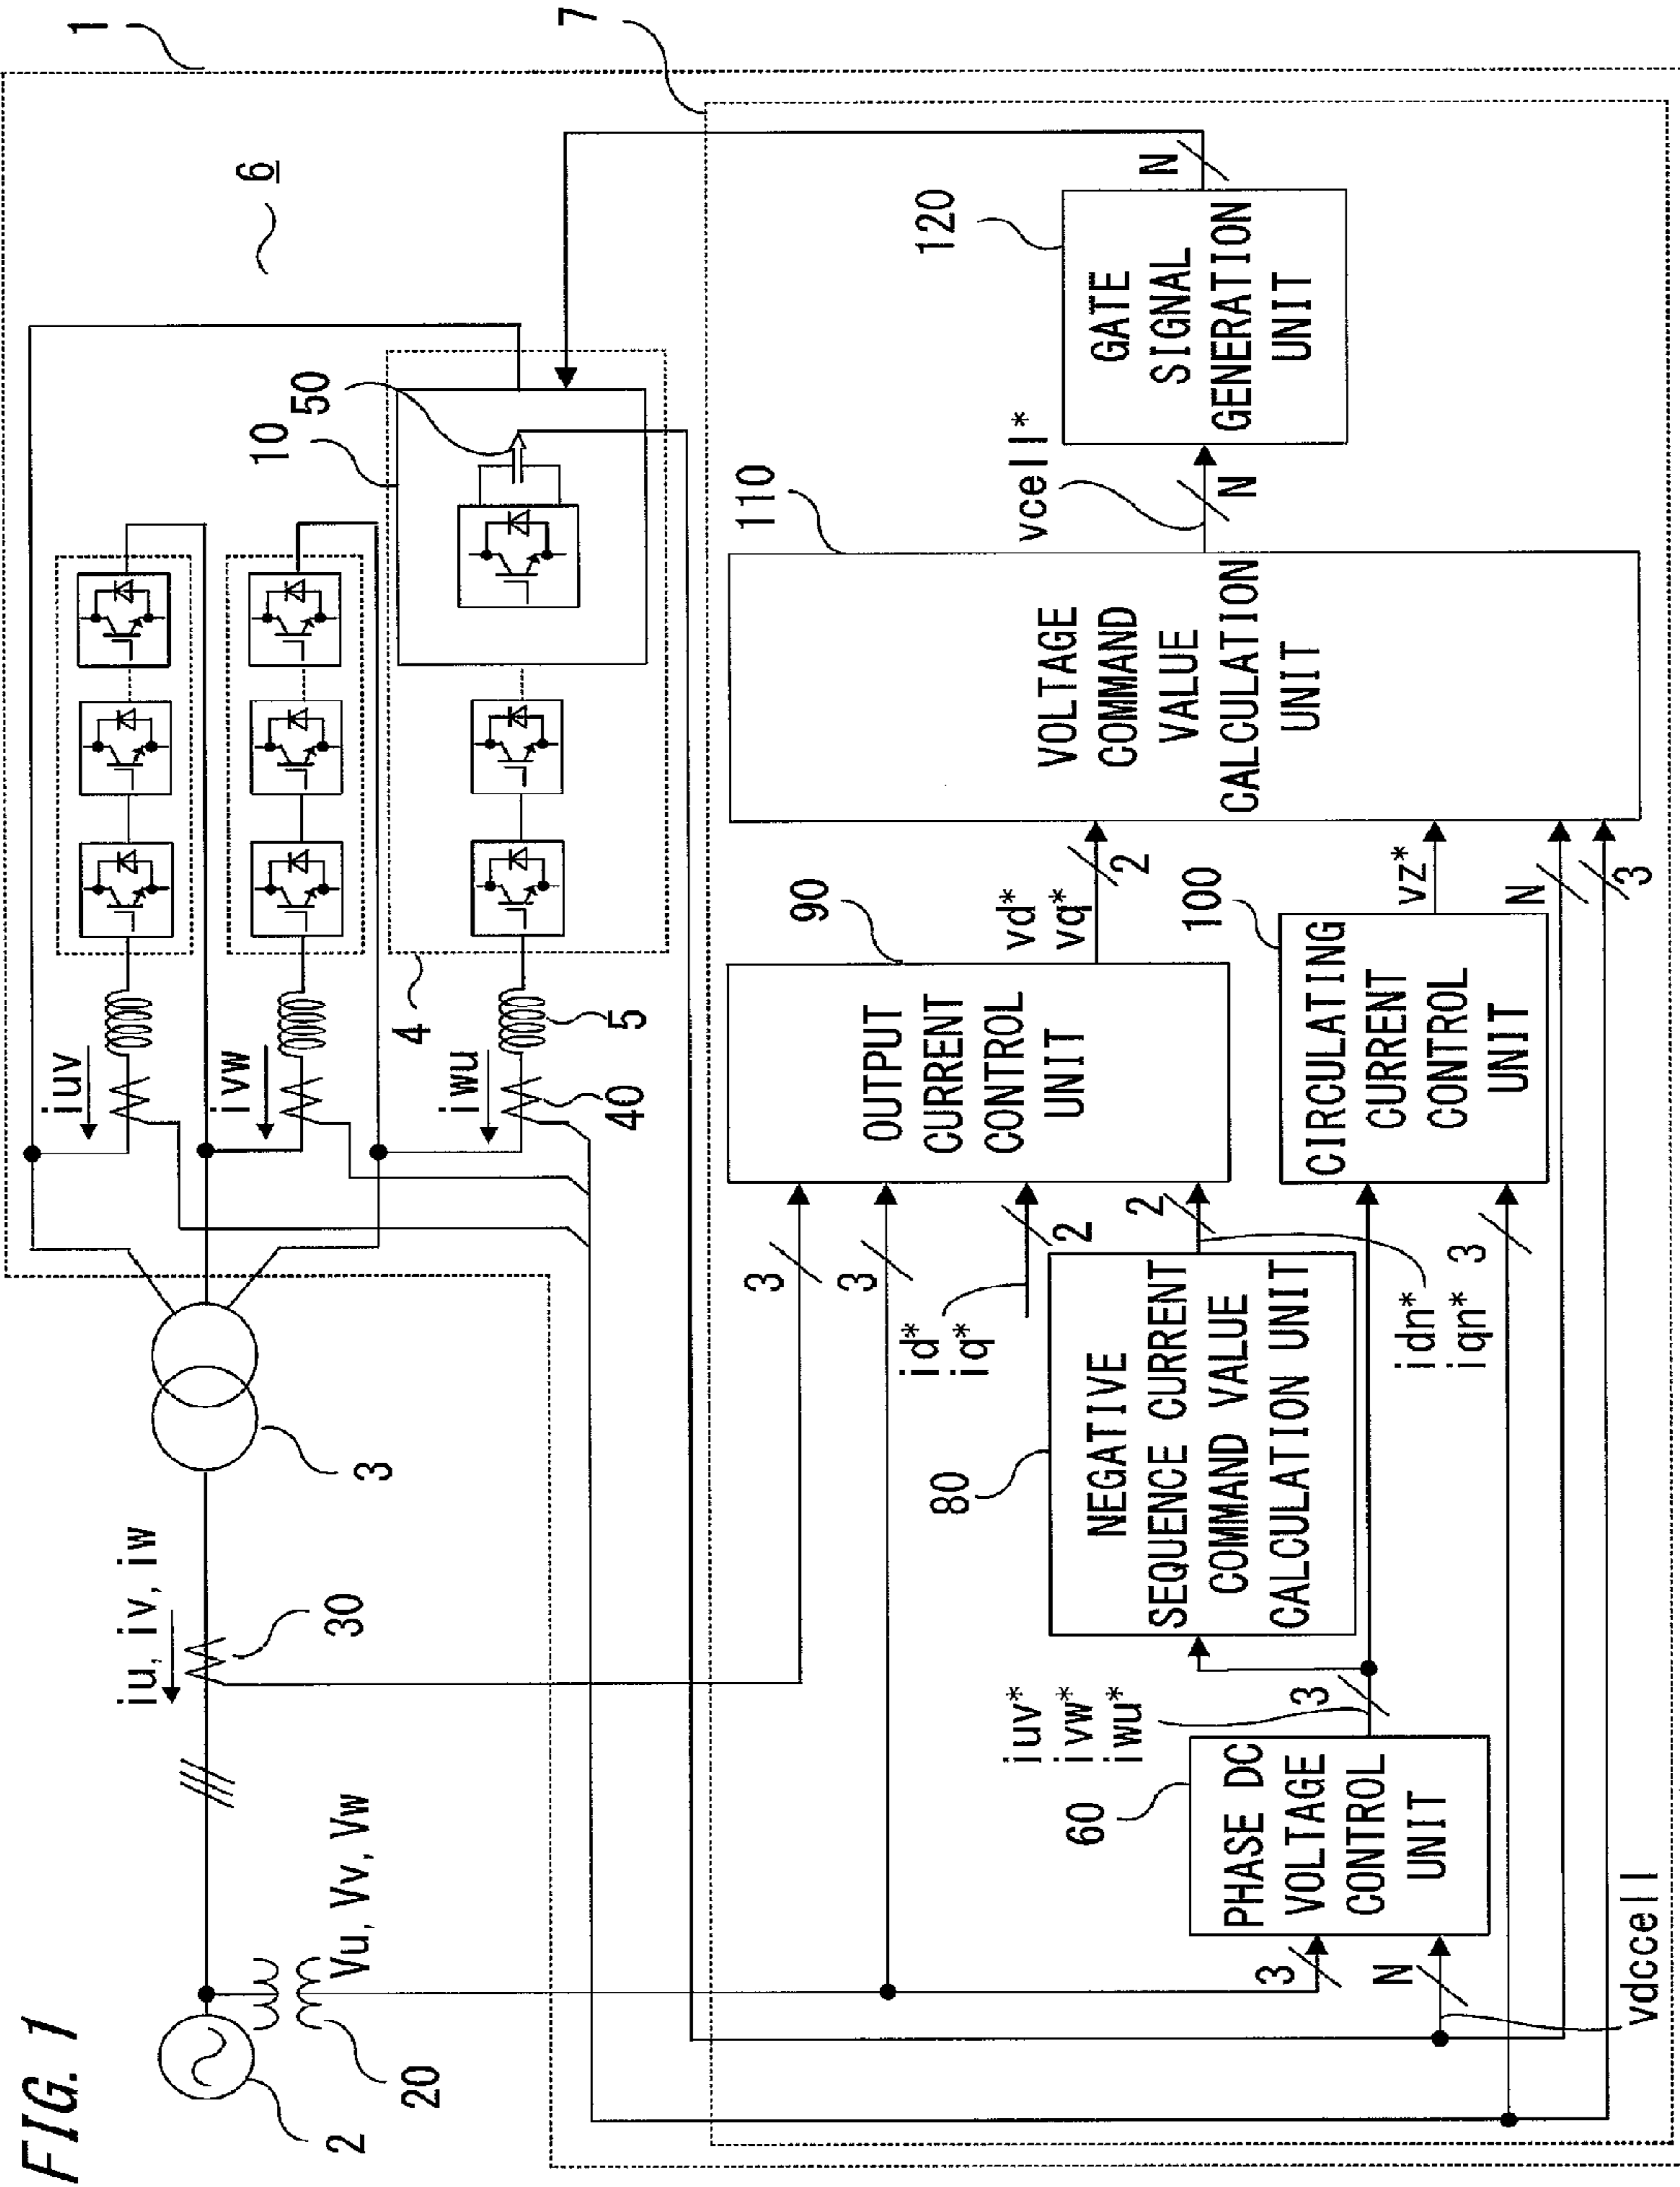 FIG. 1
1
7
6
2
20
Vu, Vv, Vw
iu, iv, iw
30
3
iuv
ivw
iwu
40
5
4
10
50
3
3
id*
iq*
2
2
idn*
iqn*
3
3
N
vdccell
60
PHASE DC
VOLTAGE
CONTROL
UNIT
iuv*
ivw*
iwu*
3
80
NEGATIVE
SEQUENCE CURRENT
COMMAND VALUE
CALCULATION UNIT
90
OUTPUT
CURRENT
CONTROL
UNIT
vd*
vq*
2
100
CIRCULATING
CURRENT
CONTROL
UNIT
vz*
N
3
110
VOLTAGE
COMMAND
VALUE
CALCULATION
UNIT
vcell*
N
120
GATE
SIGNAL
GENERATION
UNIT
N